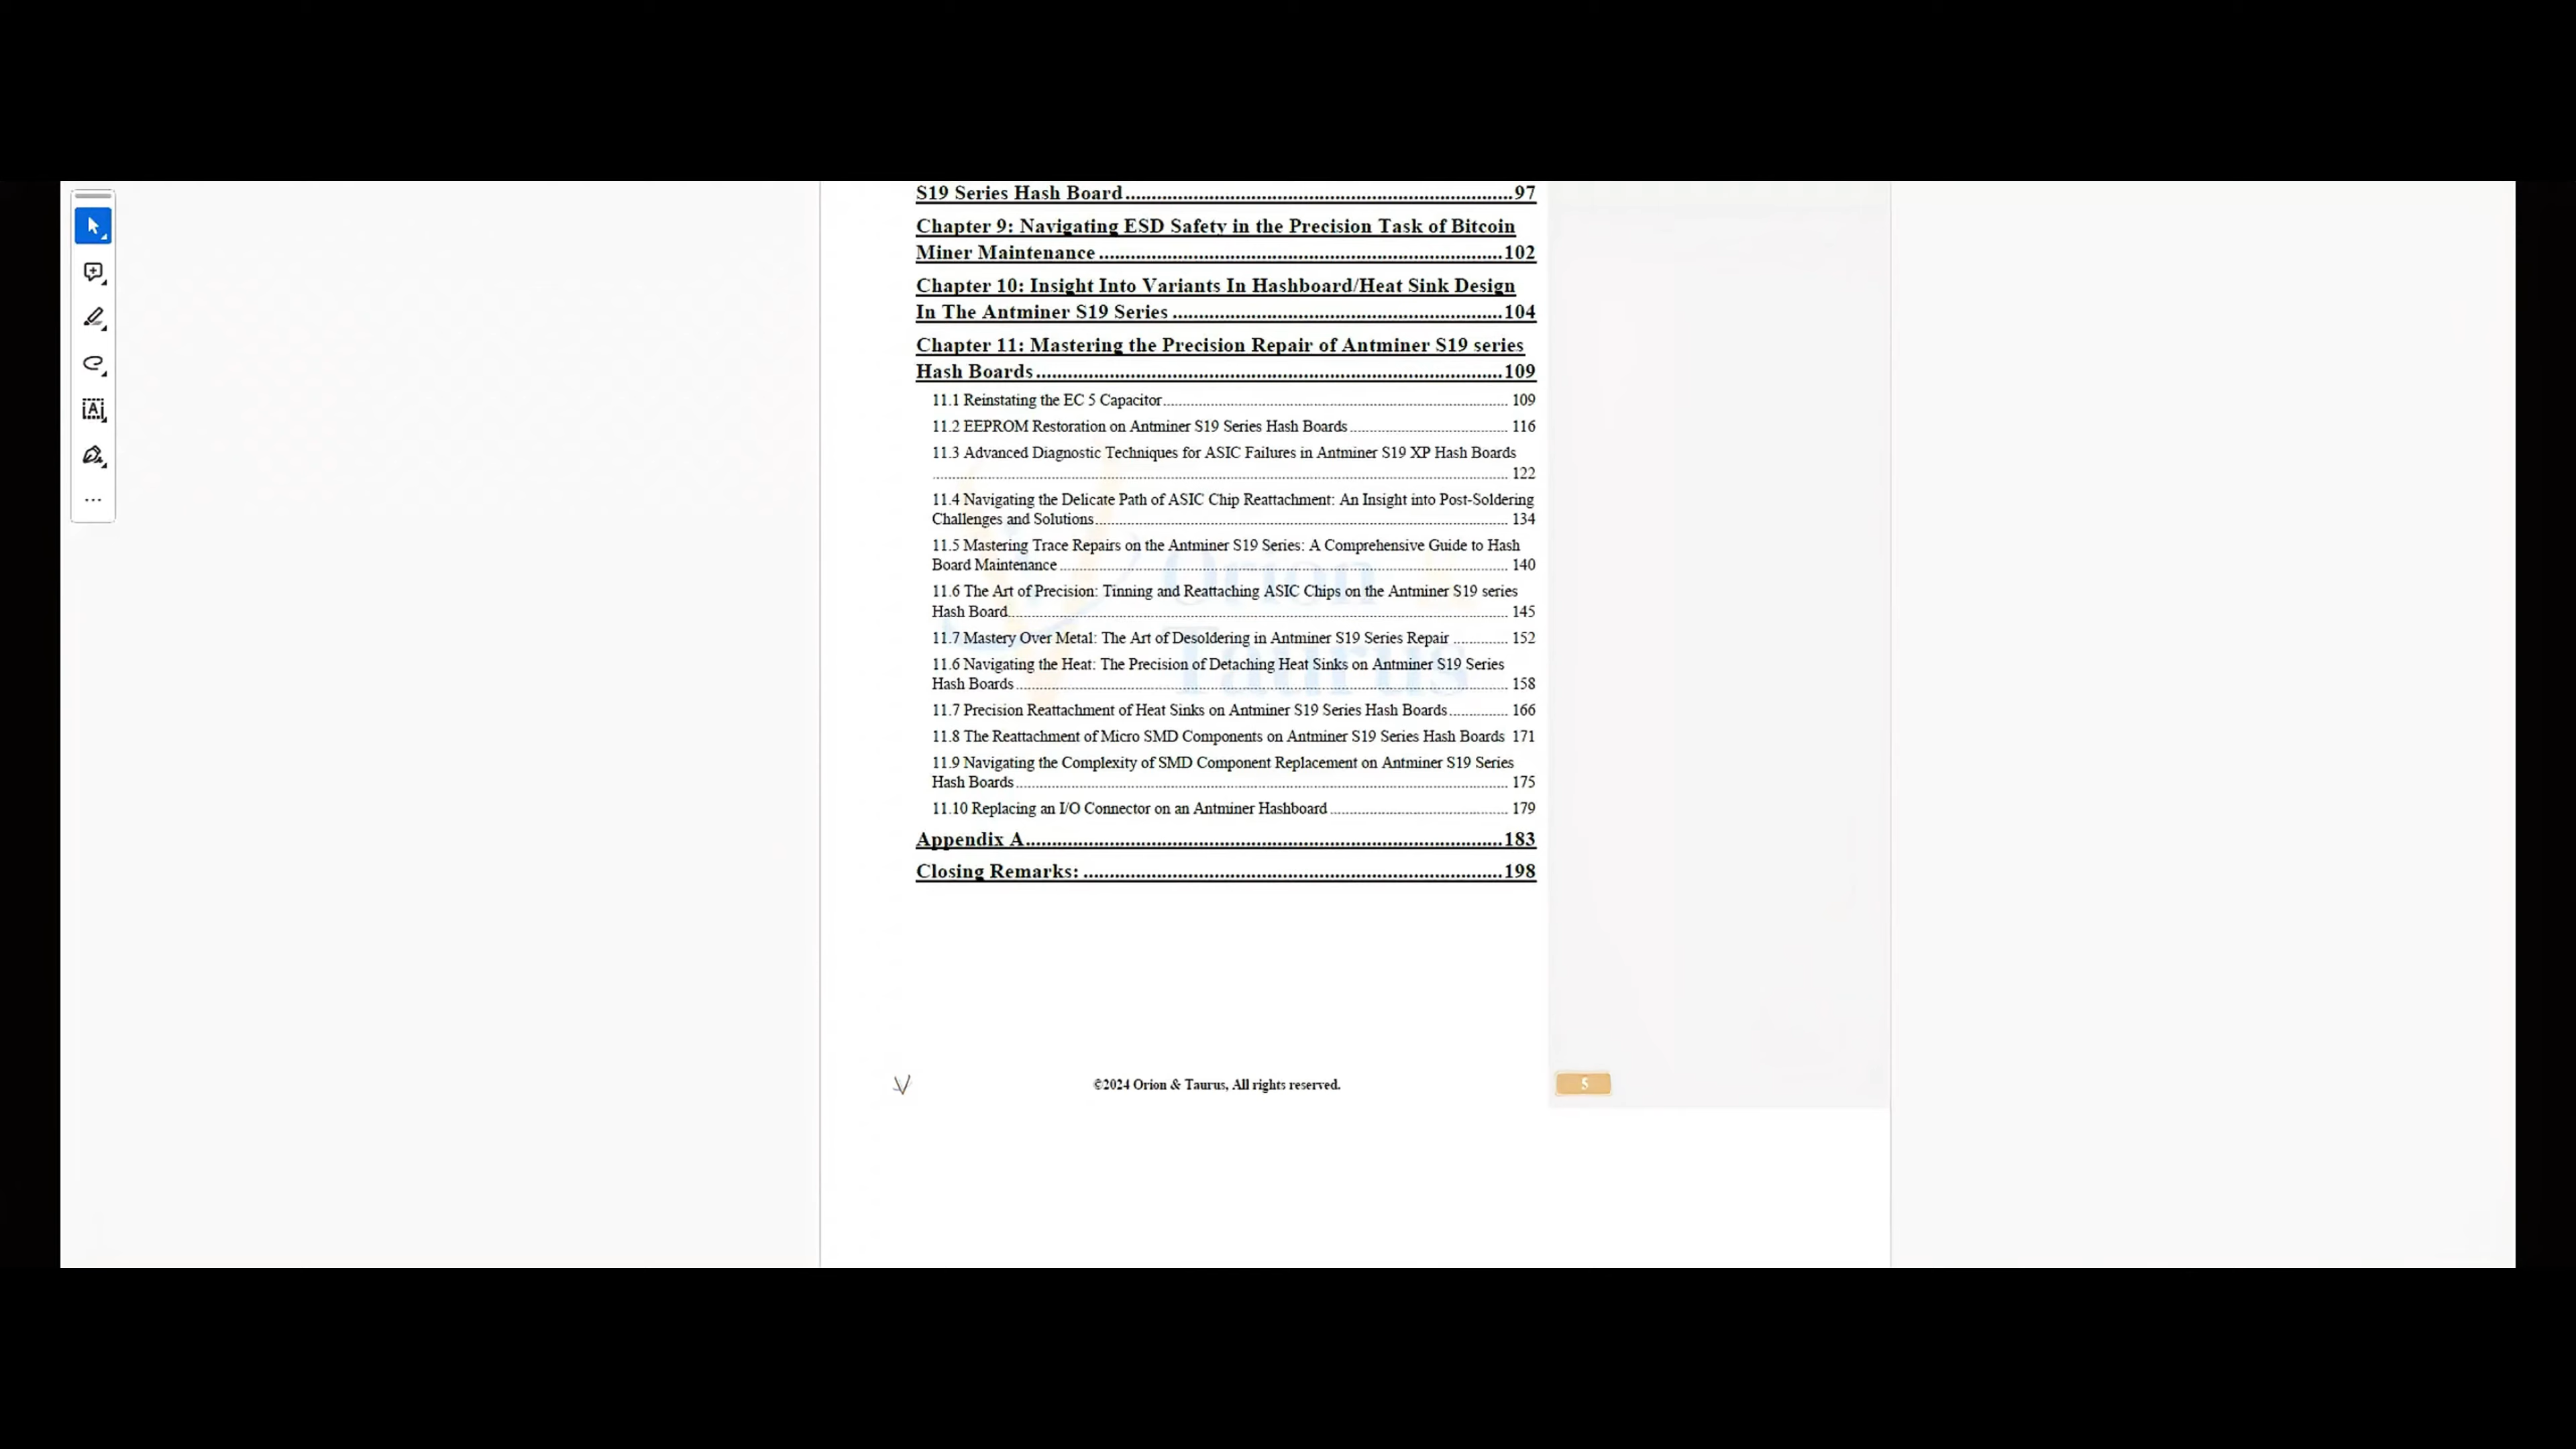 S19 Series Hash Board ........ 97
Chapter 9: Navigating ESD Safety in the Precision Task of Bitcoin
Miner Maintenance ........ 102
Chapter 10: Insight Into Variants In Hashboard/Heat Sink Design
In The Antminer S19 Series ........ 104
Chapter 11: Mastering the Precision Repair of Antminer S19 series
Hash Boards ........ 109
11.1 Reinstating the EC 5 Capacitor ........ 109
11.2 EEPROM Restoration on Antminer S19 Series Hash Boards ........ 116
11.3 Advanced Diagnostic Techniques for ASIC Failures in Antminer S19 XP Hash Boards
........ 122
11.4 Navigating the Delicate Path of ASIC Chip Reattachment: An Insight into Post-Soldering
Challenges and Solutions ........ 134
11.5 Mastering Trace Repairs on the Antminer S19 Series: A Comprehensive Guide to Hash
Board Maintenance ........ 140
11.6 The Art of Precision: Tinning and Reattaching ASIC Chips on the Antminer S19 series
Hash Board ........ 145
11.7 Mastery Over Metal: The Art of Desoldering in Antminer S19 Series Repair ........ 152
11.6 Navigating the Heat: The Precision of Detaching Heat Sinks on Antminer S19 Series
Hash Boards ........ 158
11.7 Precision Reattachment of Heat Sinks on Antminer S19 Series Hash Boards ........ 166
11.8 The Reattachment of Micro SMD Components on Antminer S19 Series Hash Boards 171
11.9 Navigating the Complexity of SMD Component Replacement on Antminer S19 Series
Hash Boards ........ 175
11.10 Replacing an I/O Connector on an Antminer Hashboard ........ 179
Appendix A ........ 183
Closing Remarks: ........ 198
Orion
Taurus
©2024 Orion & Taurus, All rights reserved.
5